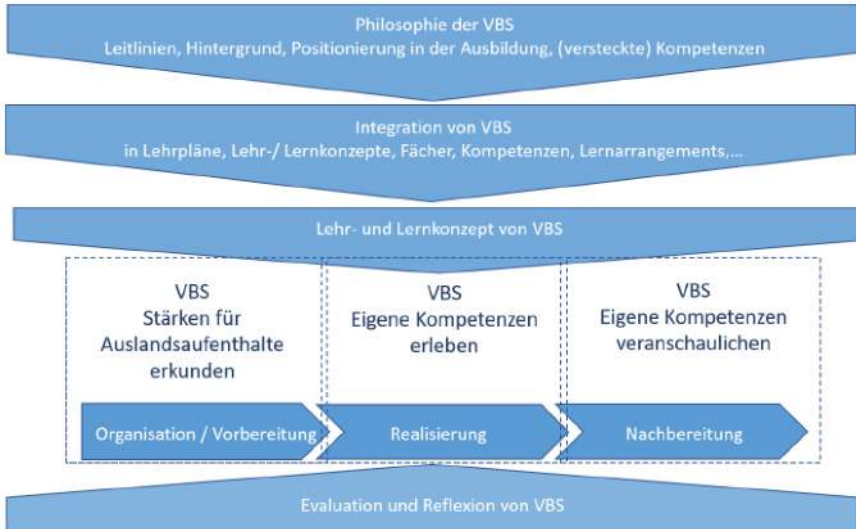 Philosophie der VBS
Leitlinien, Hintergrund, Positionierung in der Ausbildung, (versteckte) Kompetenzen
Integration von VBS
in Lehrpläne, Lehr-/ Lernkonzepte, Fächer, Kompetenzen, Lernarrangements,...
Lehr- und Lernkonzept von VBS
VBS
Stärken für
Auslandsaufenthalte
erkunden
VBS
Eigene Kompetenzen
erleben
VBS
Eigene Kompetenzen
veranschaulichen
Organisation / Vorbereitung
Realisierung
Nachbereitung
Evaluation und Reflexion von VBS